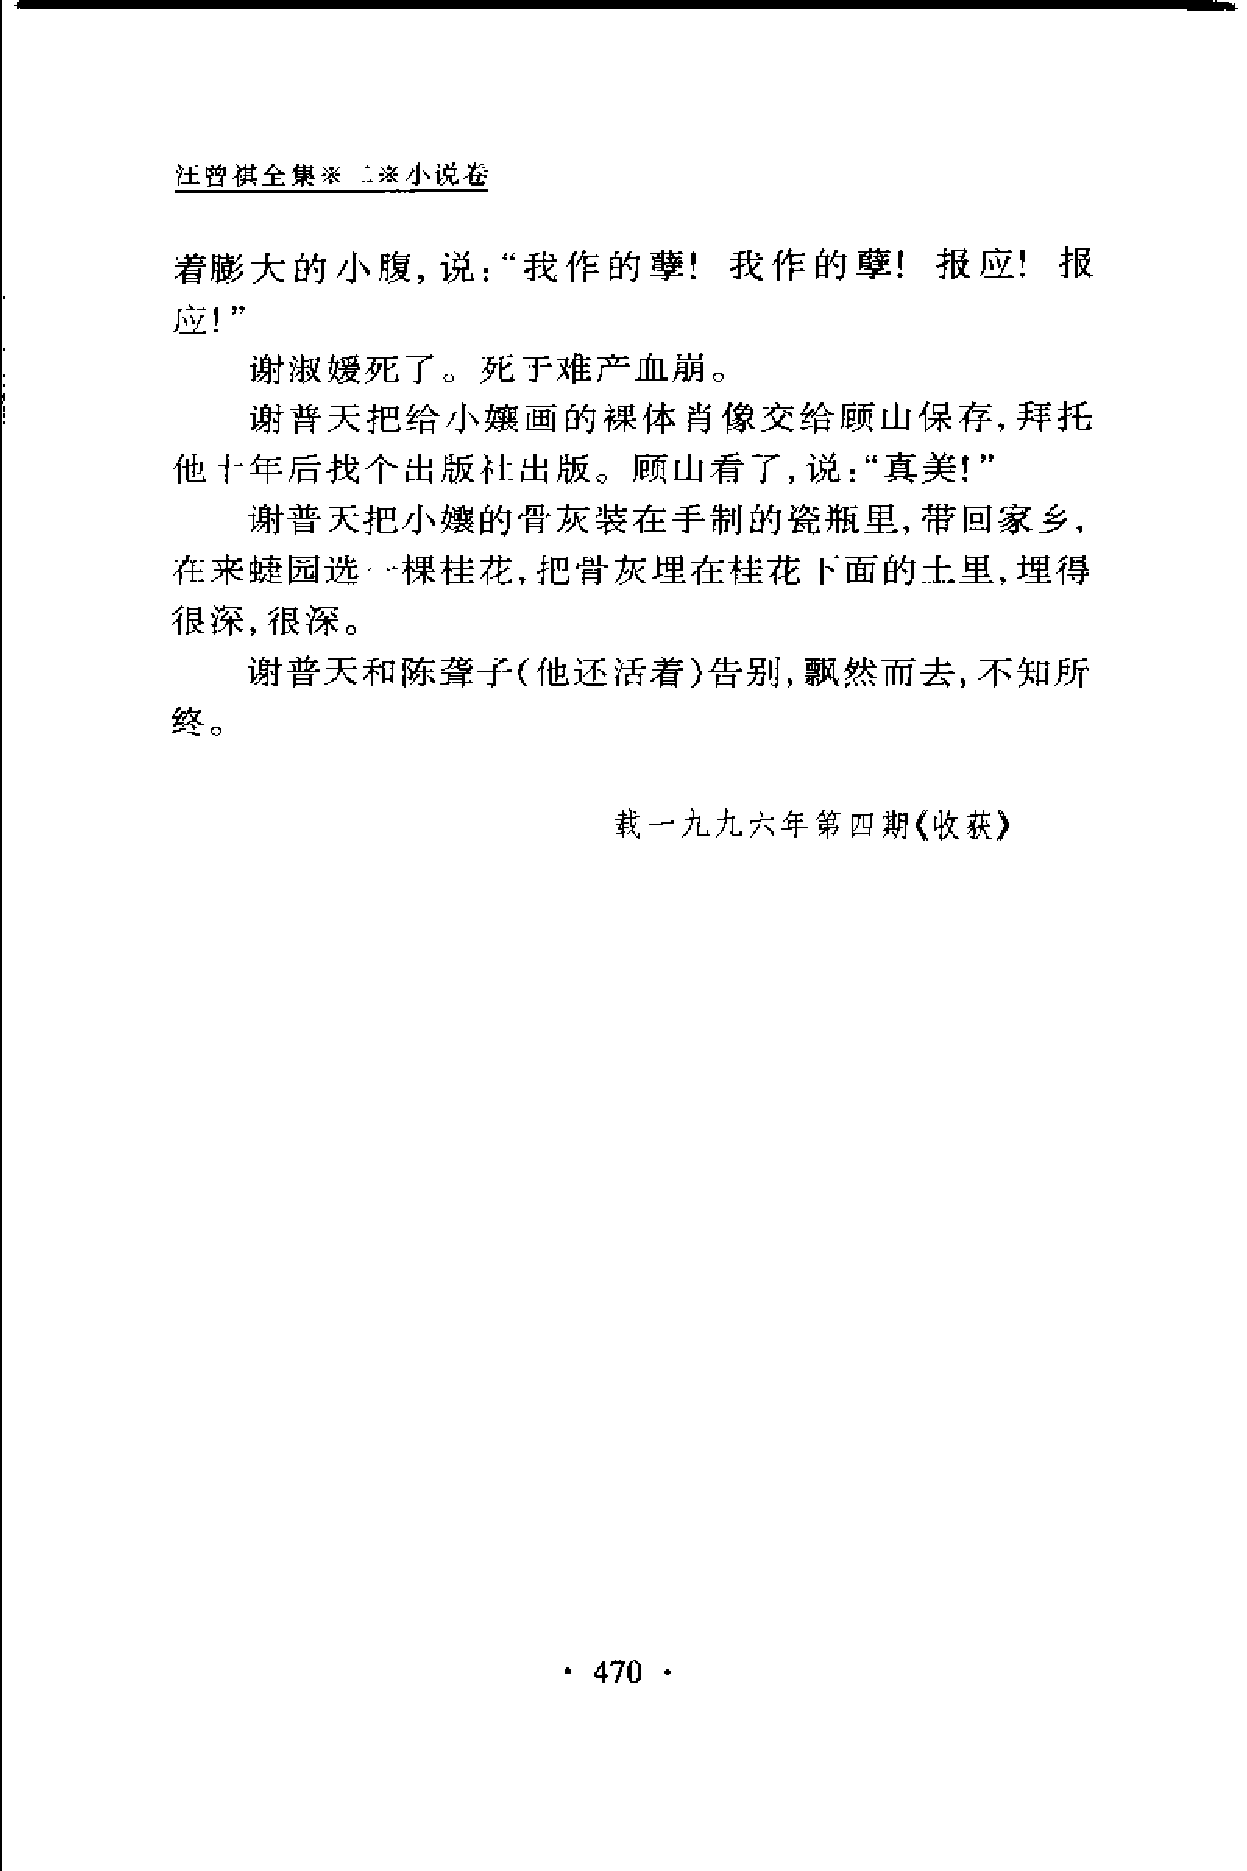 汪曾祺全集※二※小说卷
着膨大的小腹，说：“我作的孽！我作的孽！报应！报
应！”
谢淑媛死了。死于难产血崩。
谢普天把给小孃画的裸体肖像交给顾山保存，拜托
他十年后找个出版社出版。顾山看了，说：“真美！”
谢普天把小孃的骨灰装在手制的瓷瓶里，带回家乡，
在来蜨园选一棵桂花，把骨灰埋在桂花下面的土里，埋得
很深，很深。
谢普天和陈聋子（他还活着）告别，飘然而去，不知所
终。
载一九九六年第四期《收获》
· 470 ·